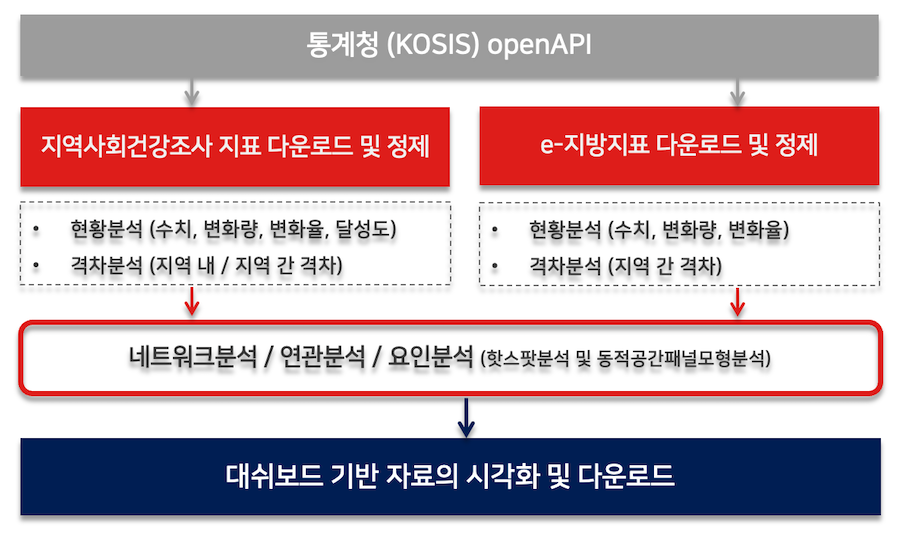 통계청 (KOSIS) openAPI
지역사회건강조사 지표 다운로드 및 정제
e-지방지표 다운로드 및 정제
• 현황분석 (수치, 변화량, 변화율, 달성도)
• 격차분석 (지역 내 / 지역 간 격차)
• 현황분석 (수치, 변화량, 변화율)
• 격차분석 (지역 간 격차)
네트워크분석 / 연관분석 / 요인분석 (핫스팟분석 및 동적공간패널모형분석)
대쉬보드 기반 자료의 시각화 및 다운로드